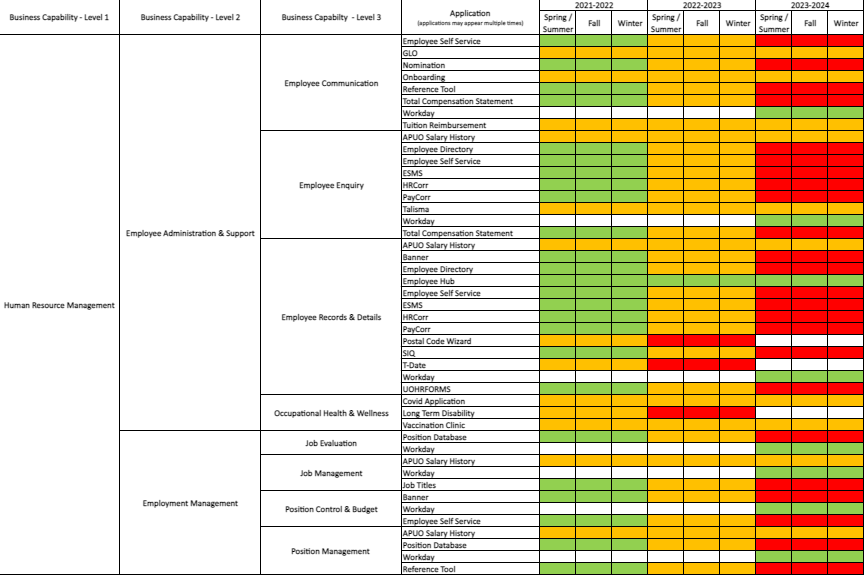 Business Capability - Level 1 Business Capability - Level 2 Business Capabilty - Level 3 Application 2021-2022 2022-2023 2023-2024
(applications may appear multiple times) Spring / Summer Fall Winter Spring / Summer Fall Winter Spring / Summer Fall Winter
Human Resource Management
Employee Administration & Support
Employee Communication
Employee Self Service
GLO
Nomination
Onboarding
Reference Tool
Total Compensation Statement
Workday
Tuition Reimbursement
Employee Enquiry
APUO Salary History
Employee Directory
Employee Self Service
ESMS
HRCorr
PayCorr
Talisma
Workday
Total Compensation Statement
Employee Records & Details
APUO Salary History
Banner
Employee Directory
Employee Hub
Employee Self Service
ESMS
HRCorr
PayCorr
Postal Code Wizard
SIQ
T-Date
Workday
UOHRFORMS
Occupational Health & Wellness
Covid Application
Long Term Disability
Vaccination Clinic
Employment Management
Job Evaluation
Position Database
Workday
Job Management
APUO Salary History
Workday
Job Titles
Position Control & Budget
Banner
Workday
Employee Self Service
Position Management
APUO Salary History
Position Database
Workday
Reference Tool